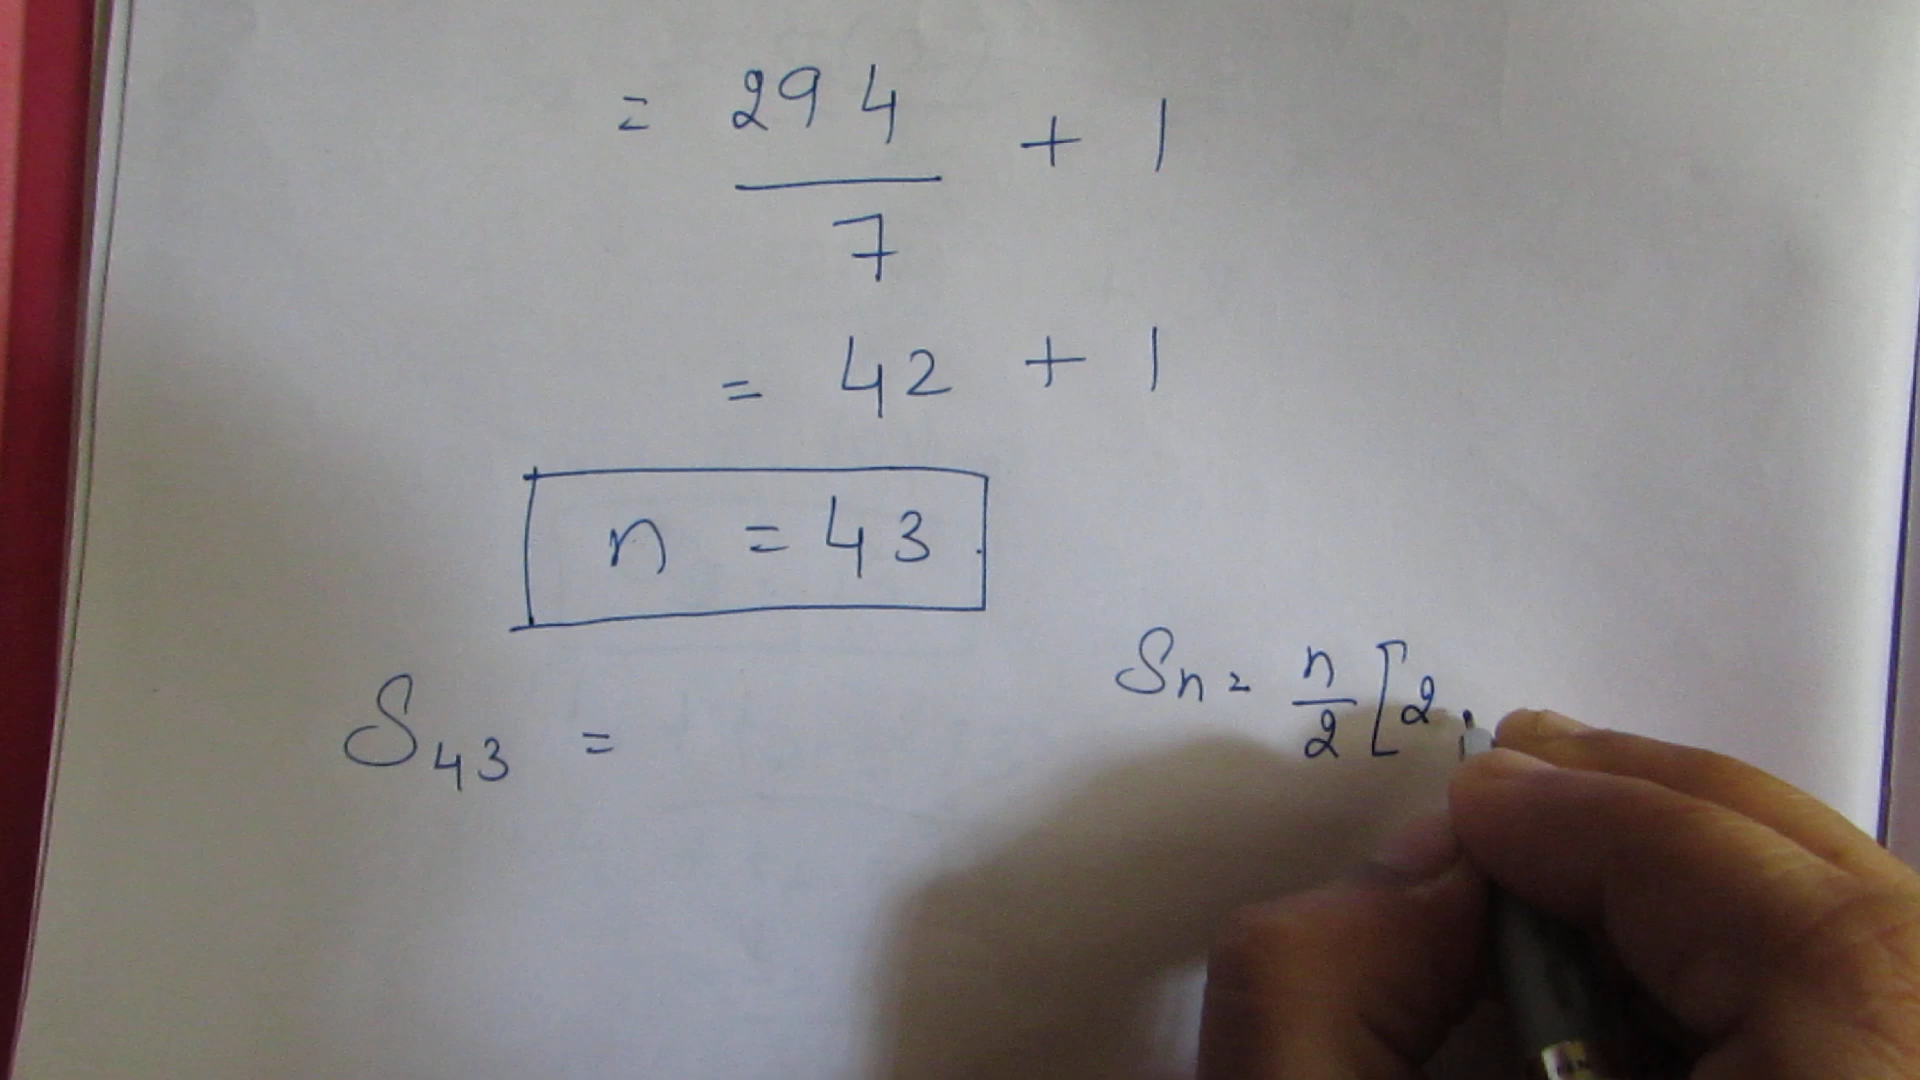 = 294/7 + 1
= 42 + 1
n = 43
S43 =
Sn = n/2 [2